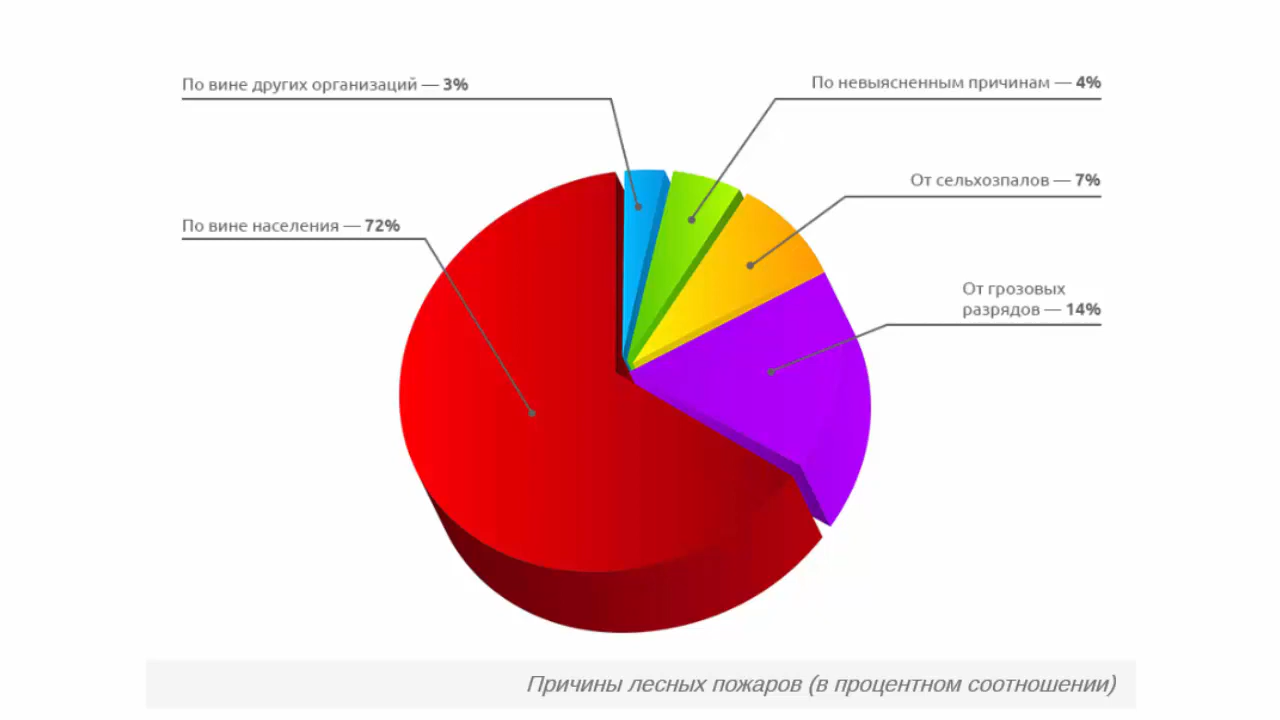 По вине других организаций — 3%
По невыясненным причинам — 4%
От сельхозпалов — 7%
По вине населения — 72%
От грозовых
разрядов — 14%
Причины лесных пожаров (в процентном соотношении)